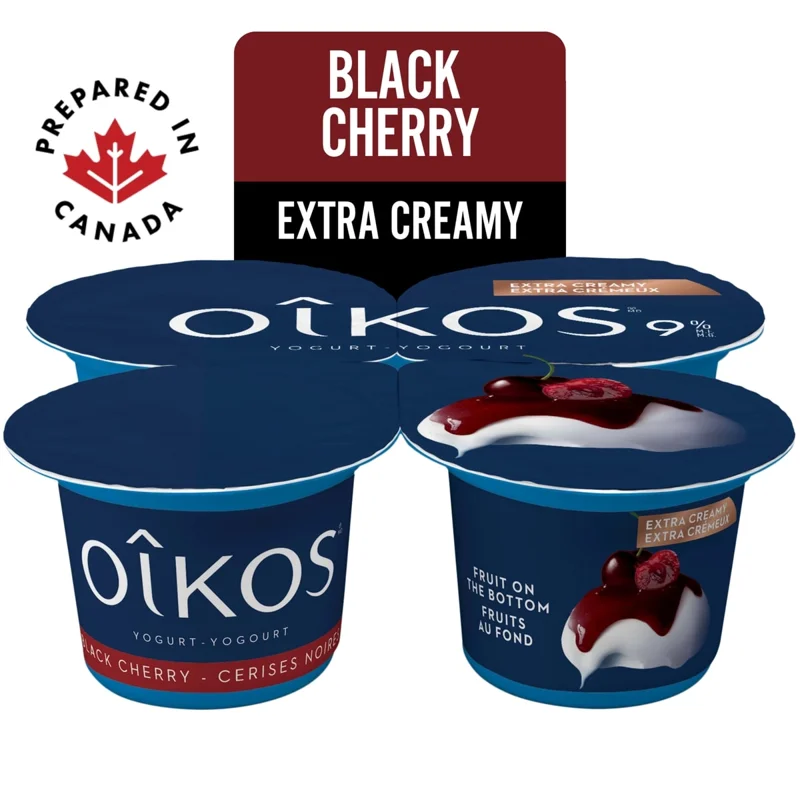 PREPARED IN
CANADA
BLACK
CHERRY
EXTRA CREAMY
EXTRA CREAMY
EXTRA CRÉMEUX
OÎKOS 9%
M.F.
M.G.
YOGURT-YOGOURT
OÎKOS
YOGURT-YOGOURT
BLACK CHERRY - CERISES NOIRES
EXTRA CREAMY
EXTRA CRÉMEUX
FRUIT ON
THE BOTTOM
FRUITS
AU FOND